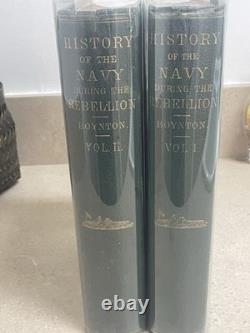 HISTORY
OF THE
NAVY
DURING THE
REBELLION
BOYNTON.
VOL. II.
HISTORY
OF THE
NAVY
DURING THE
REBELLION
BOYNTON.
VOL. I.
ebay